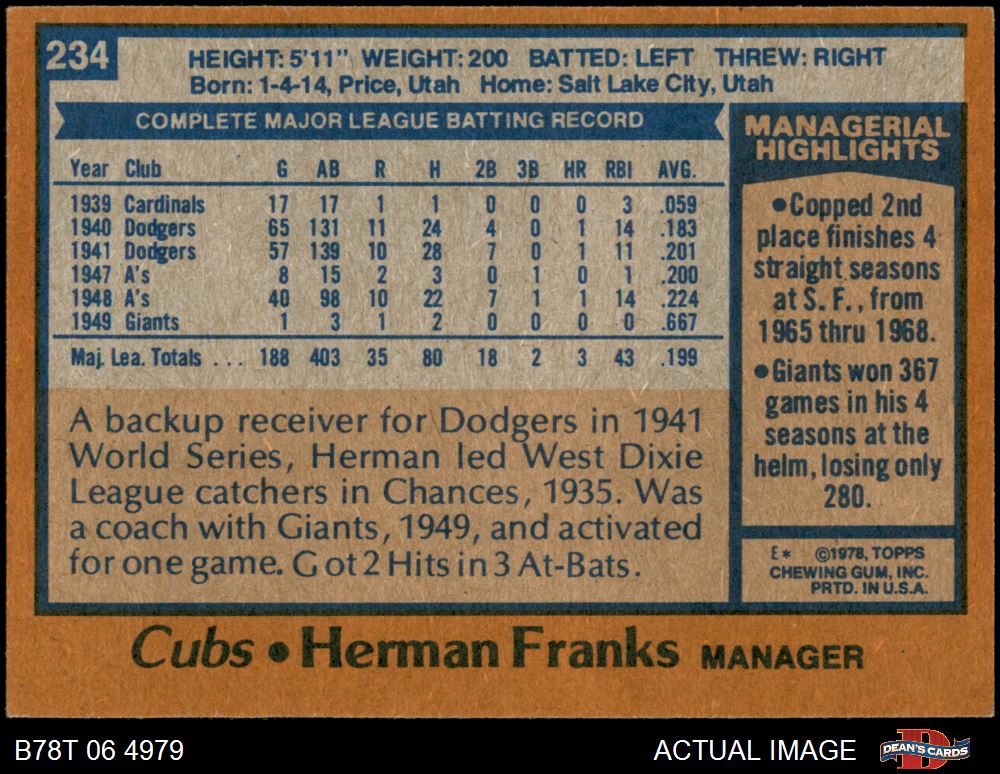 234
HEIGHT: 5'11" WEIGHT: 200 BATTED: LEFT THREW: RIGHT
Born: 1-4-14, Price, Utah Home: Salt Lake City, Utah
COMPLETE MAJOR LEAGUE BATTING RECORD
Year Club G AB R H 2B 3B HR RBI AVG.
1939 Cardinals 17 17 1 1 0 0 0 3 .059
1940 Dodgers 65 131 11 24 4 0 1 14 .183
1941 Dodgers 57 139 10 28 7 0 1 11 .201
1947 A's 8 15 2 3 0 1 0 1 .200
1948 A's 40 98 10 22 7 1 1 14 .224
1949 Giants 1 3 1 2 0 0 0 0 .667
Maj. Lea. Totals ... 188 403 35 80 18 2 3 43 .199
A backup receiver for Dodgers in 1941
World Series, Herman led West Dixie
League catchers in Chances, 1935. Was
a coach with Giants, 1949, and activated
for one game. Got 2 Hits in 3 At-Bats.
MANAGERIAL
HIGHLIGHTS
•Copped 2nd
place finishes 4
straight seasons
at S. F., from
1965 thru 1968.
•Giants won 367
games in his 4
seasons at the
helm, losing only
280.
E* ©1978, TOPPS
CHEWING GUM, INC.
PRTD. IN U.S.A.
Cubs • Herman Franks MANAGER
B78T 06 4979
ACTUAL IMAGE
DEAN'S CARDS